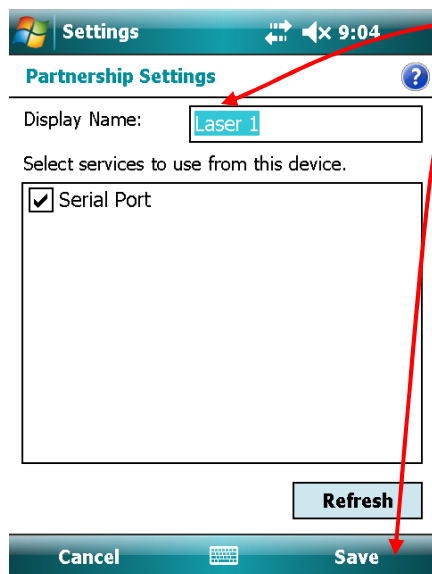 Settings 9:04
Partnership Settings ?
Display Name: Laser 1
Select services to use from this device.
Serial Port
Refresh
Cancel Save